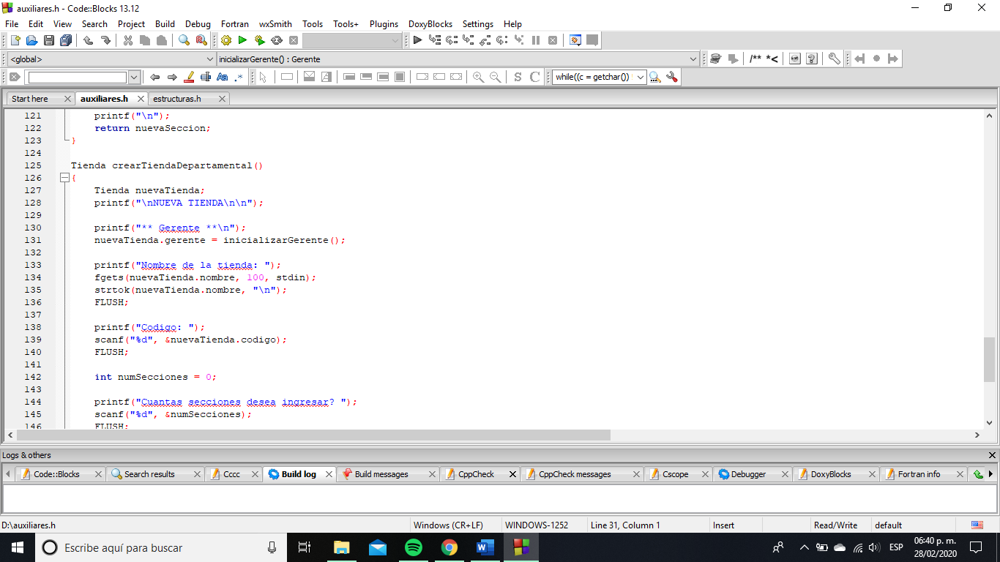 auxiliares.h - Code::Blocks 13.12
File Edit View Search Project Build Debug Fortran wxSmith Tools Tools+ Plugins DoxyBlocks Settings Help
<global> inicializarGerente() : Gerente /** *<
Aa .* S C while((c = getchar())
Start here auxiliares.h estructuras.h
121 printf("\n");
122 return nuevaSeccion;
123 }
124
125 Tienda crearTiendaDepartamental()
126 {
127 Tienda nuevaTienda;
128 printf("\nNUEVA TIENDA\n\n");
129
130 printf("** Gerente **\n");
131 nuevaTienda.gerente = inicializarGerente();
132
133 printf("Nombre de la tienda: ");
134 fgets(nuevaTienda.nombre, 100, stdin);
135 strtok(nuevaTienda.nombre, "\n");
136 FLUSH;
137
138 printf("Codigo: ");
139 scanf("%d", &nuevaTienda.codigo);
140 FLUSH;
141
142 int numSecciones = 0;
143
144 printf("Cuantas secciones desea ingresar? ");
145 scanf("%d", &numSecciones);
146 FLUSH;
Logs & others
Code::Blocks Search results Cccc Build log Build messages CppCheck CppCheck messages Cscope Debugger DoxyBlocks Fortran info
D:\auxiliares.h Windows (CR+LF) WINDOWS-1252 Line 31, Column 1 Insert Read/Write default
Escribe aquí para buscar ESP 06:40 p. m.
28/02/2020